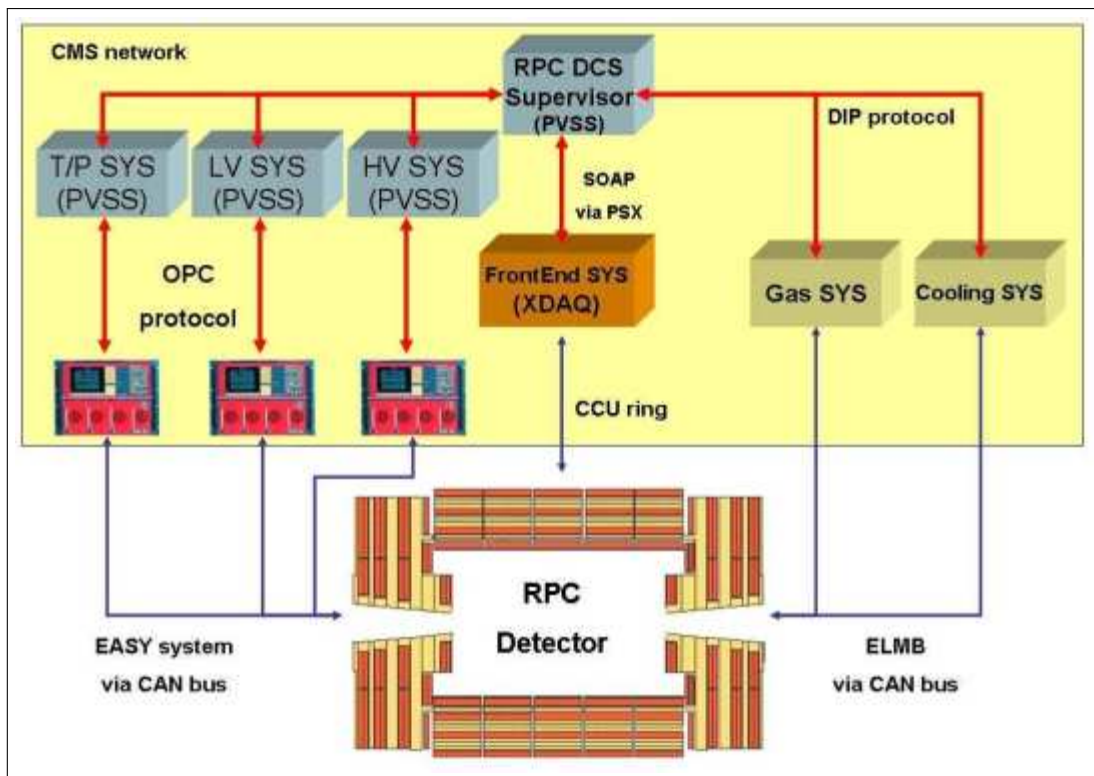 CMS network
RPC DCS
Supervisor
(PVSS)
DIP protocol
T/P SYS
(PVSS)
LV SYS
(PVSS)
HV SYS
(PVSS)
SOAP
via PSX
OPC
protocol
FrontEnd SYS
(XDAQ)
Gas SYS
Cooling SYS
CCU ring
RPC
Detector
EASY system
via CAN bus
ELMB
via CAN bus